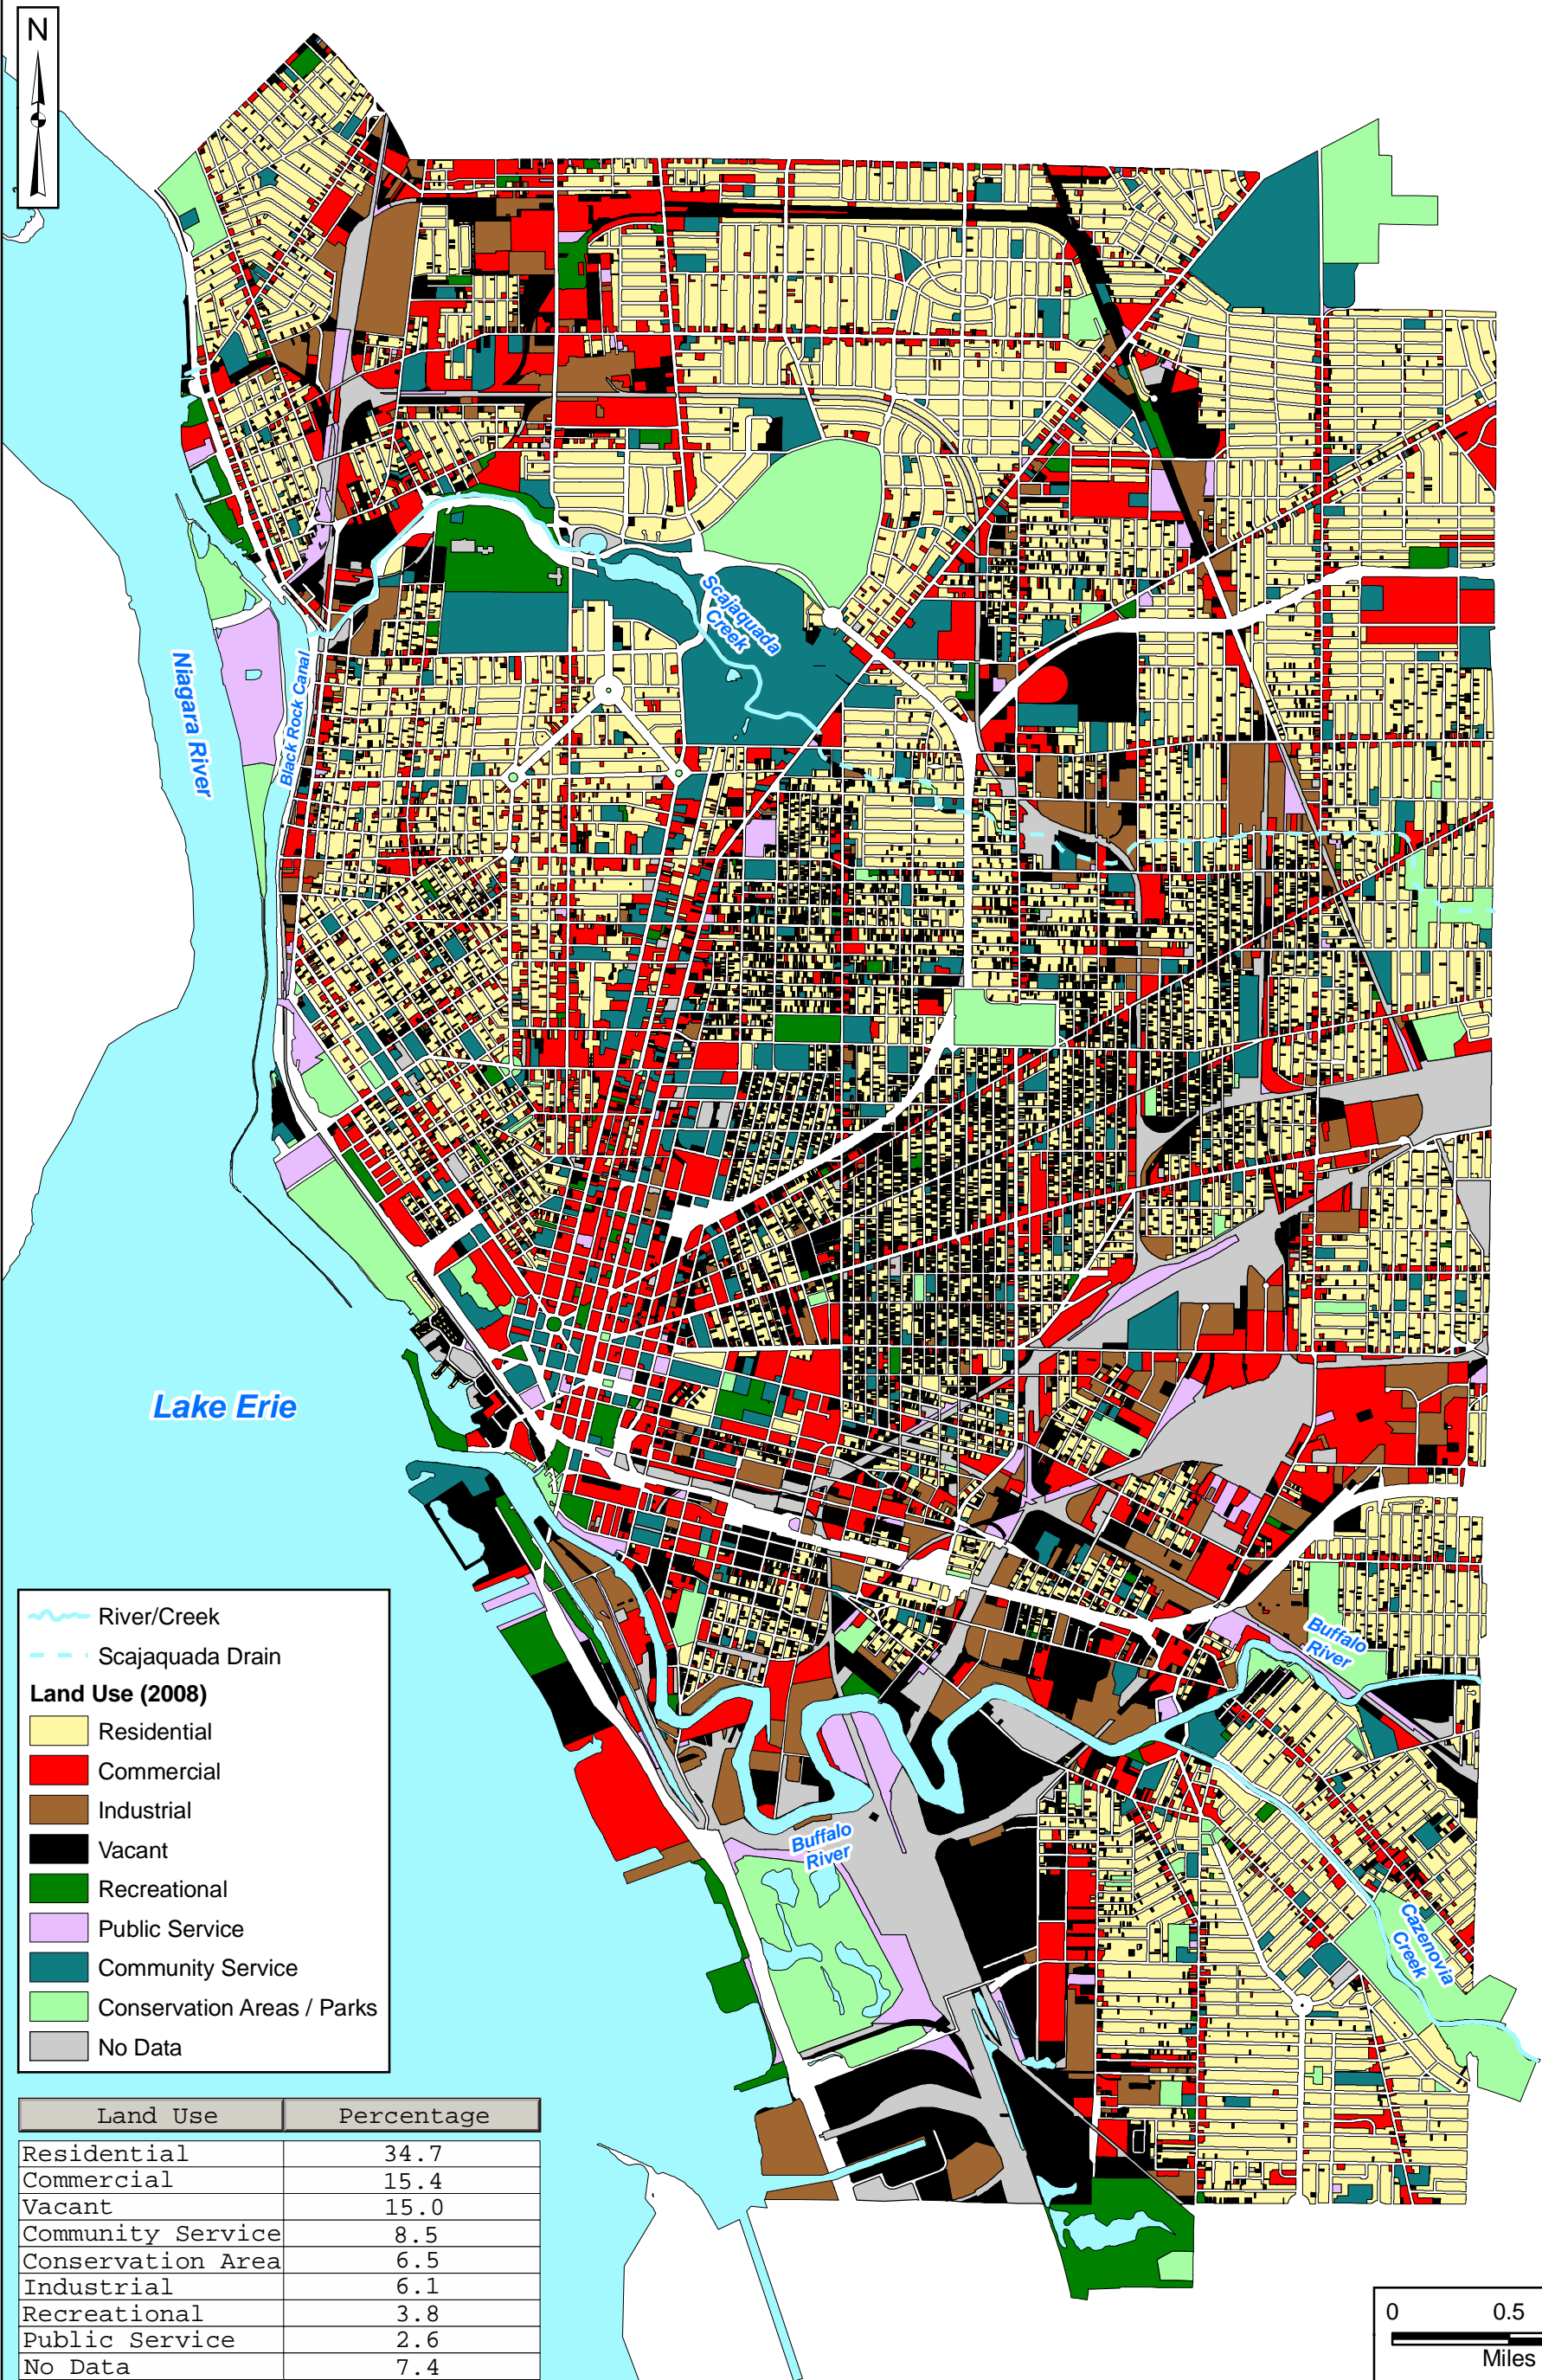 N
Scajaquada
Creek
Niagara River
Black Rock Canal
Lake Erie
Buffalo
River
Buffalo
River
Cazenovia
Creek
River/Creek
Scajaquada Drain
Land Use (2008)
Residential
Commercial
Industrial
Vacant
Recreational
Public Service
Community Service
Conservation Areas / Parks
No Data
Land Use Percentage
Residential 34.7
Commercial 15.4
Vacant 15.0
Community Service 8.5
Conservation Area 6.5
Industrial 6.1
Recreational 3.8
Public Service 2.6
No Data 7.4
0 0.5
Miles